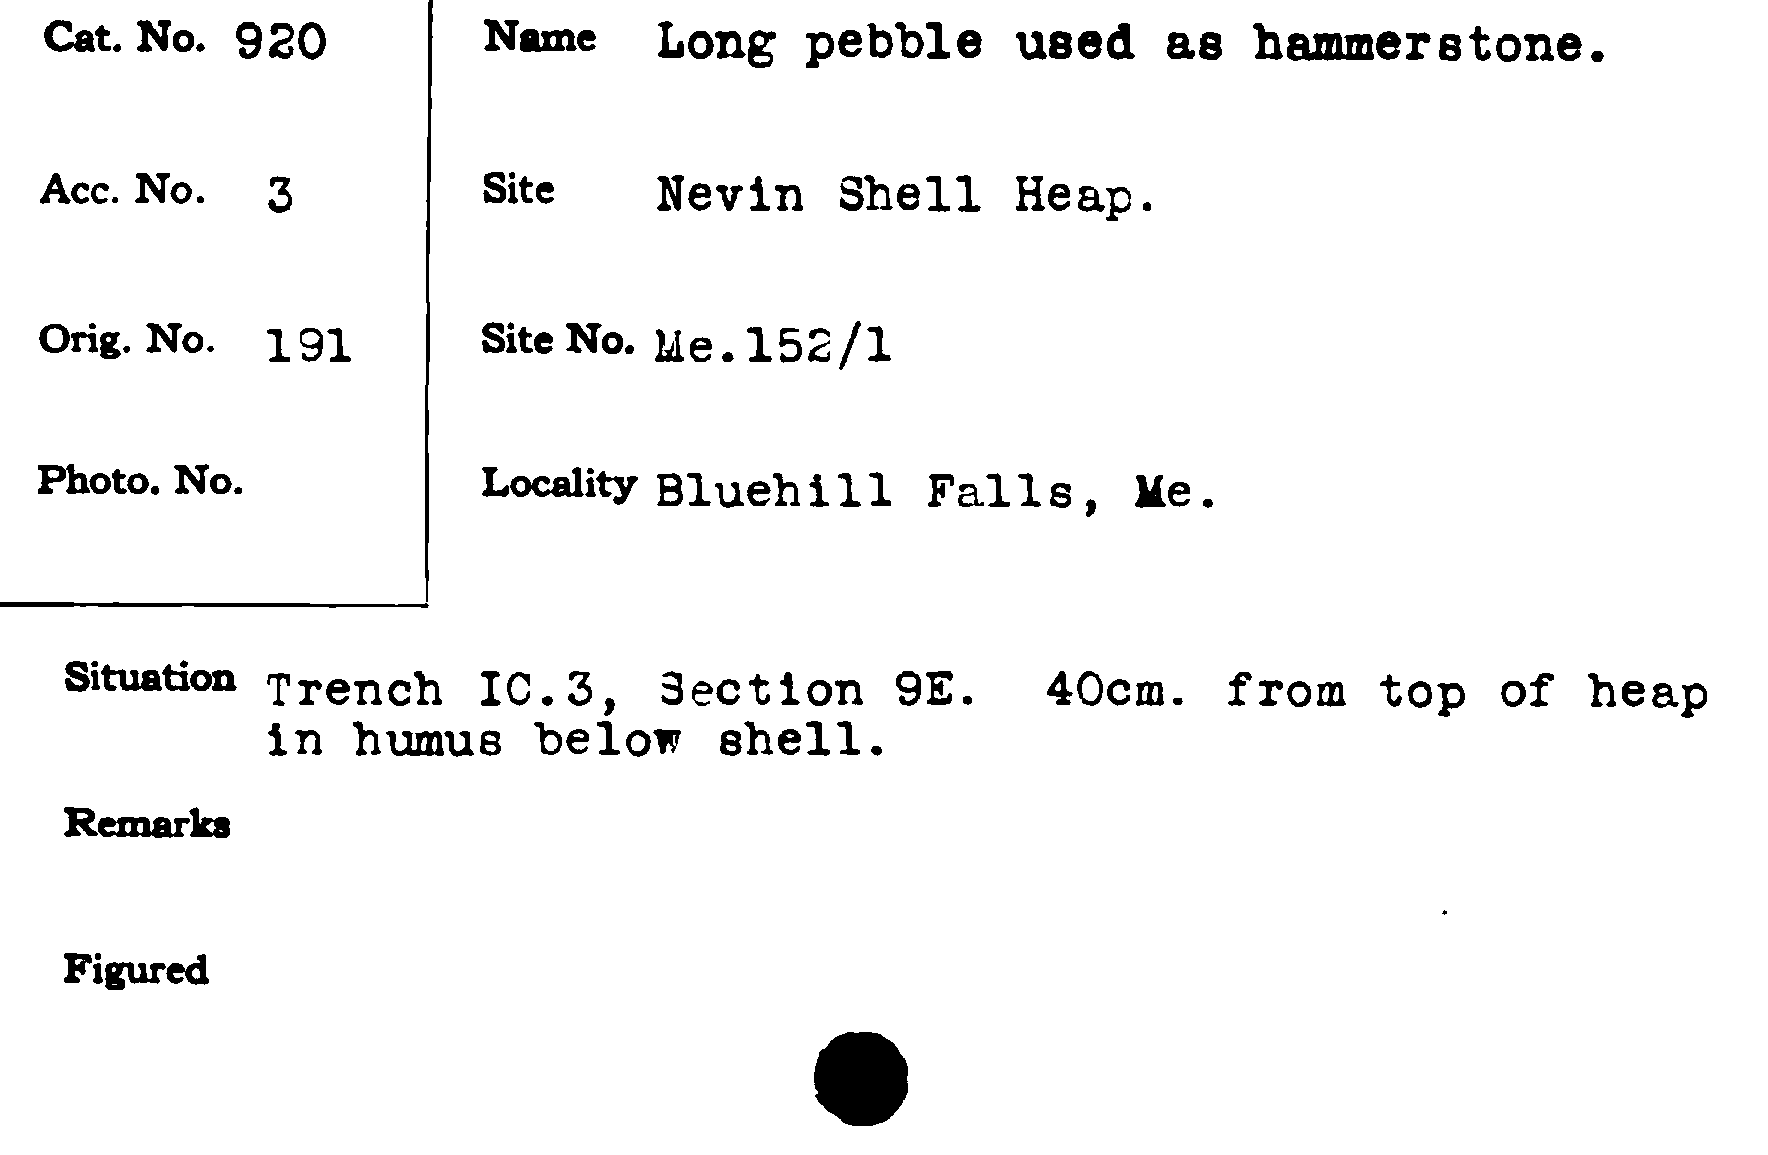 Cat. No. 920
Name Long pebble used as hammerstone.
Acc. No. 3
Site Nevin Shell Heap.
Orig. No. 191
Site No. Me.152/1
Photo. No.
Locality Bluehill Falls, Me.
Situation Trench IC.3, Section 9E. 40cm. from top of heap
in humus below shell.
Remarks
Figured